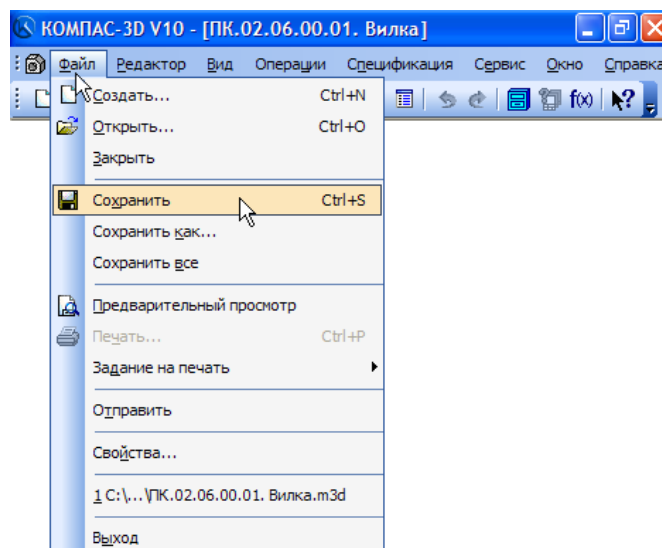 КОМПАС-3D V10 - [ПК.02.06.00.01. Вилка]
Файл Редактор Вид Операции Спецификация Сервис Окно Справка
Создать... Ctrl+N
f(x)
Открыть... Ctrl+O
Закрыть
Сохранить Ctrl+S
Сохранить как...
Сохранить все
Предварительный просмотр
Печать... Ctrl+P
Задание на печать
Отправить
Свойства...
1 C:\...\ПК.02.06.00.01. Вилка.m3d
Выход